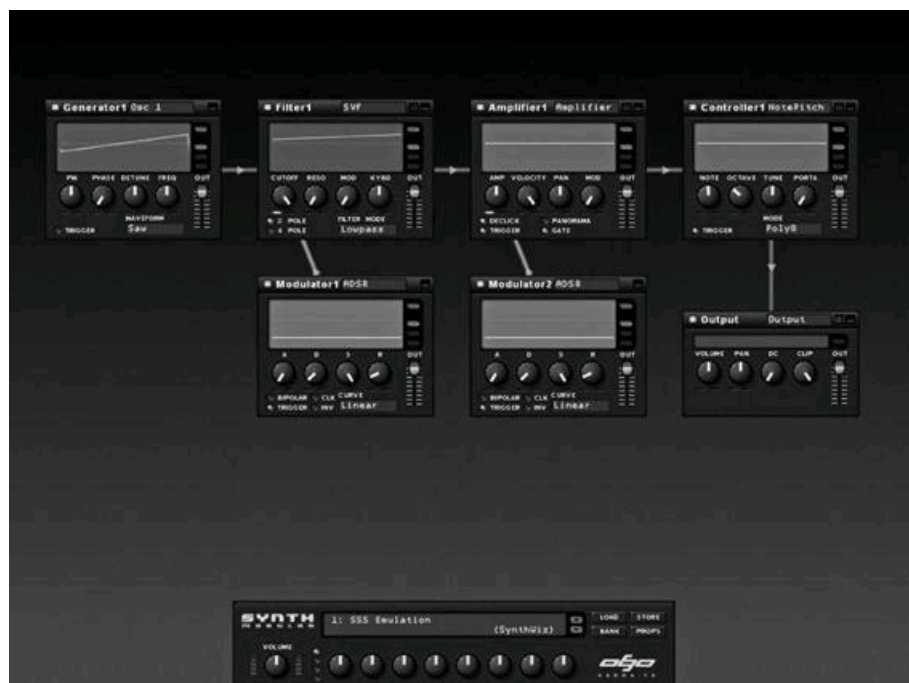 Generator1 Osc 1
PW PHASE DETUNE FREQ OUT
WAVEFORM
TRIGGER Saw
Filter1 SVF
CUTOFF RESO MOD KYBD OUT
2 POLE FILTER MODE
4 POLE Lowpass
Amplifier1 Amplifier
AMP VELOCITY PAN MOD OUT
DECLICK PANORAMA
TRIGGER GATE
Controller1 NotePitch
NOTE OCTAVE TUNE PORTA OUT
MODE
TRIGGER Poly8
Modulator1 ADSR
A D S R OUT
BIPOLAR CLK CURVE
TRIGGER INV Linear
Modulator2 ADSR
A D S R OUT
BIPOLAR CLK CURVE
TRIGGER INV Linear
Output Output
VOLUME PAN DC CLIP OUT
SYNTH
MODULAR
VOLUME
1: SSS Emulation
(SynthWiz)
LOAD STORE
BANK PROPS